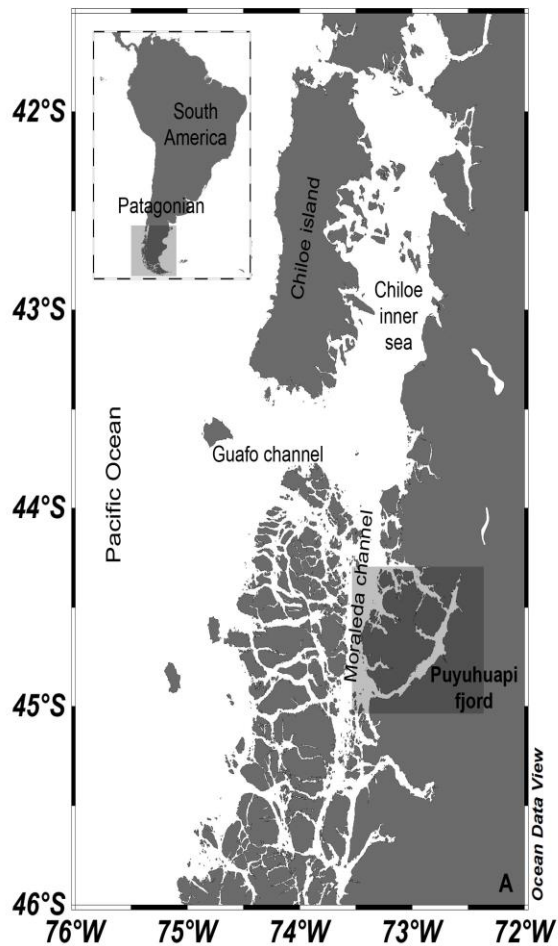 42°S
43°S
44°S
45°S
46°S
76°W
75°W
74°W
73°W
72°W
South
America
Patagonian
Chiloe island
Chiloe
inner
sea
Pacific Ocean
Guafo channel
Moraleda channel
Puyuhuapi
fjord
A
Ocean Data View